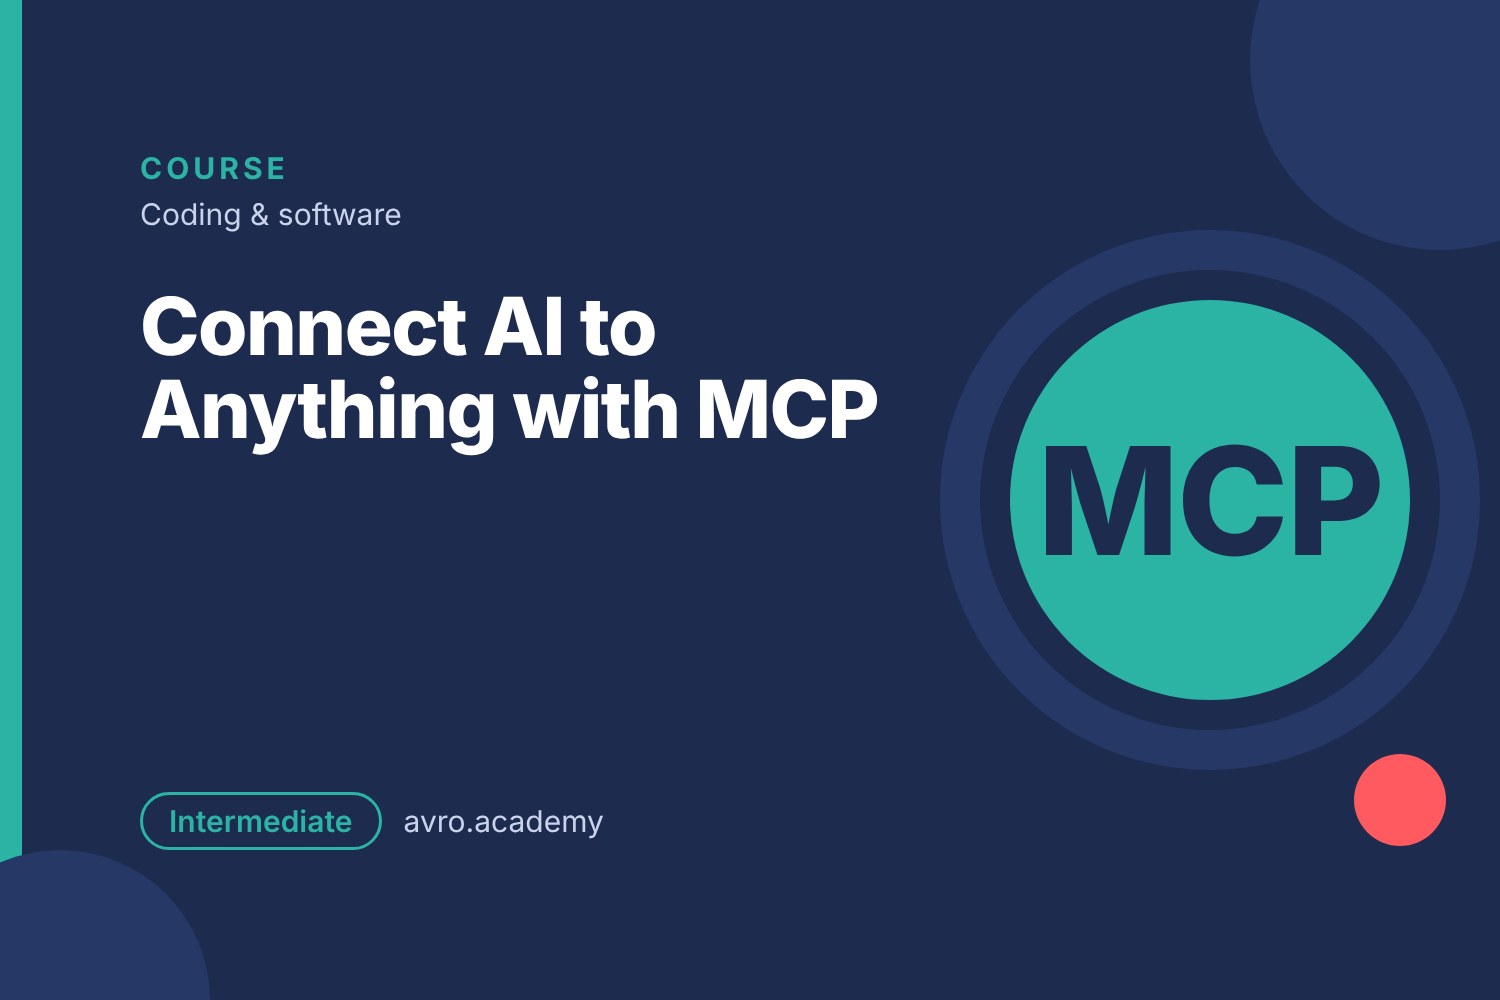 COURSE
Coding & software
Connect AI to
Anything with MCP
MCP
Intermediate
avro.academy